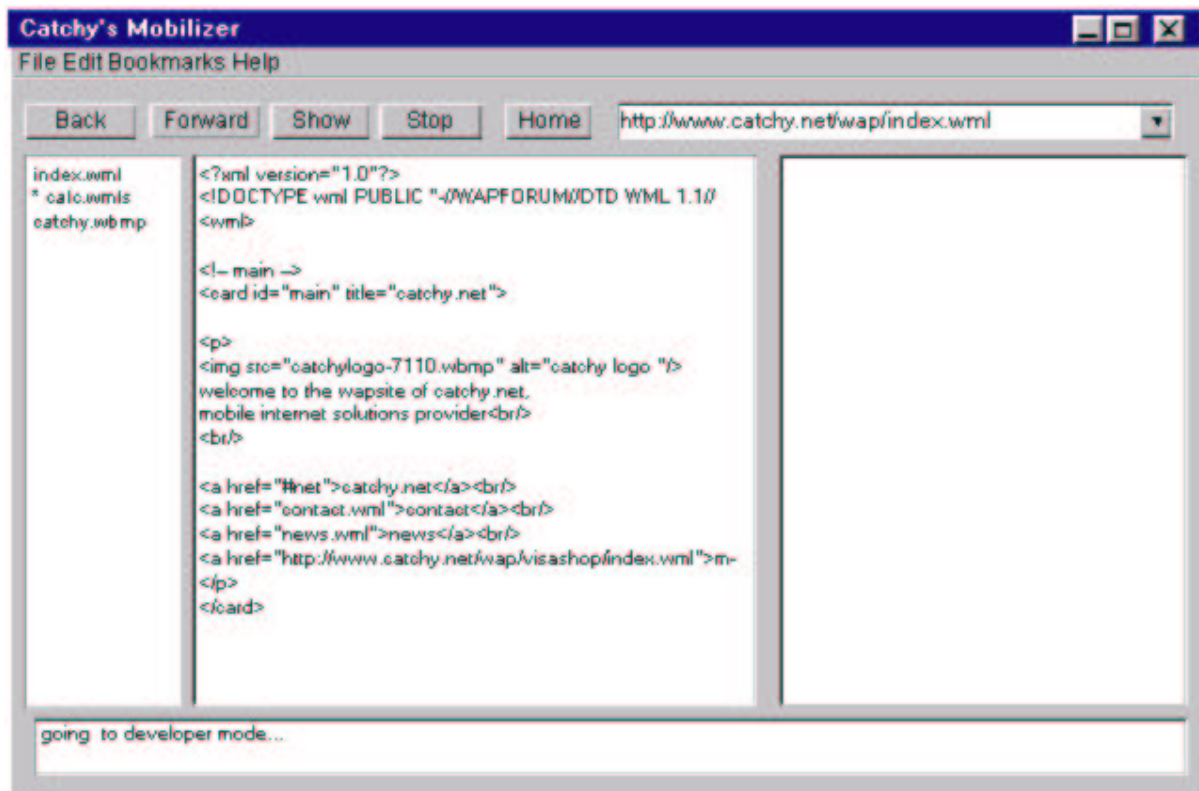 Catchy's Mobilizer
File Edit Bookmarks Help
Back Forward Show Stop Home http://www.catchy.net/wap/index.wml
index.wml
* calc.wmls
catchy.wbmp
<?xml version="1.0"?>
<!DOCTYPE wml PUBLIC "-//WAPFORUM//DTD WML 1.1//
<wml>
<!-- main -->
<card id="main" title="catchy.net">
<p>
<img src="catchylogo-7110.wbmp" alt="catchy logo "/>
welcome to the wapsite of catchy.net,
mobile internet solutions provider<br/>
<br/>
<a href="#net">catchy.net</a><br/>
<a href="contact.wml">contact</a><br/>
<a href="news.wml">news</a><br/>
<a href="http://www.catchy.net/wap/visashop/index.wml">m-
</p>
</card>
going to developer mode...